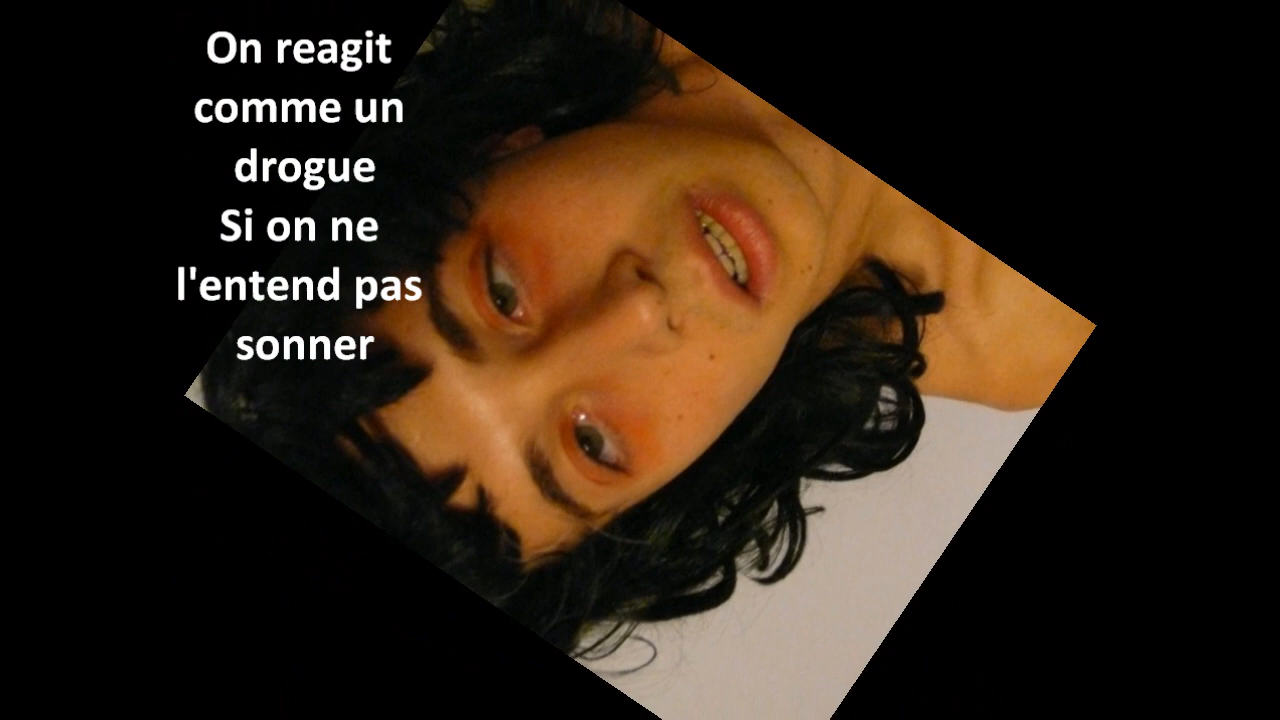 On reagit
comme un
drogue
Si on ne
l'entend pas
sonner